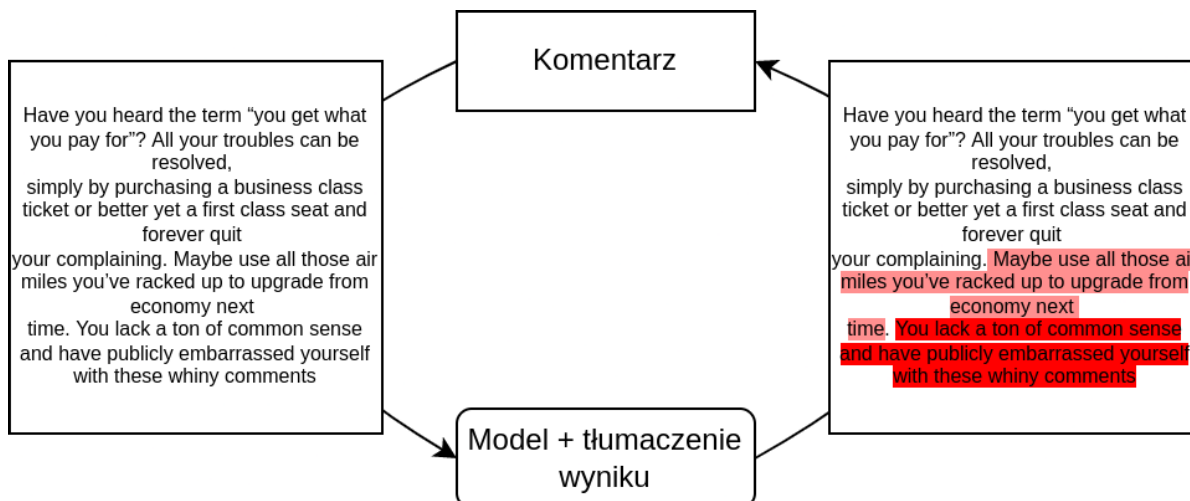 Komentarz
Have you heard the term “you get what
you pay for”? All your troubles can be
resolved,
simply by purchasing a business class
ticket or better yet a first class seat and
forever quit
your complaining. Maybe use all those air
miles you’ve racked up to upgrade from
economy next
time. You lack a ton of common sense
and have publicly embarrassed yourself
with these whiny comments
Have you heard the term “you get what
you pay for”? All your troubles can be
resolved,
simply by purchasing a business class
ticket or better yet a first class seat and
forever quit
your complaining. Maybe use all those air
miles you’ve racked up to upgrade from
economy next
time. You lack a ton of common sense
and have publicly embarrassed yourself
with these whiny comments
Model + tłumaczenie
wyniku